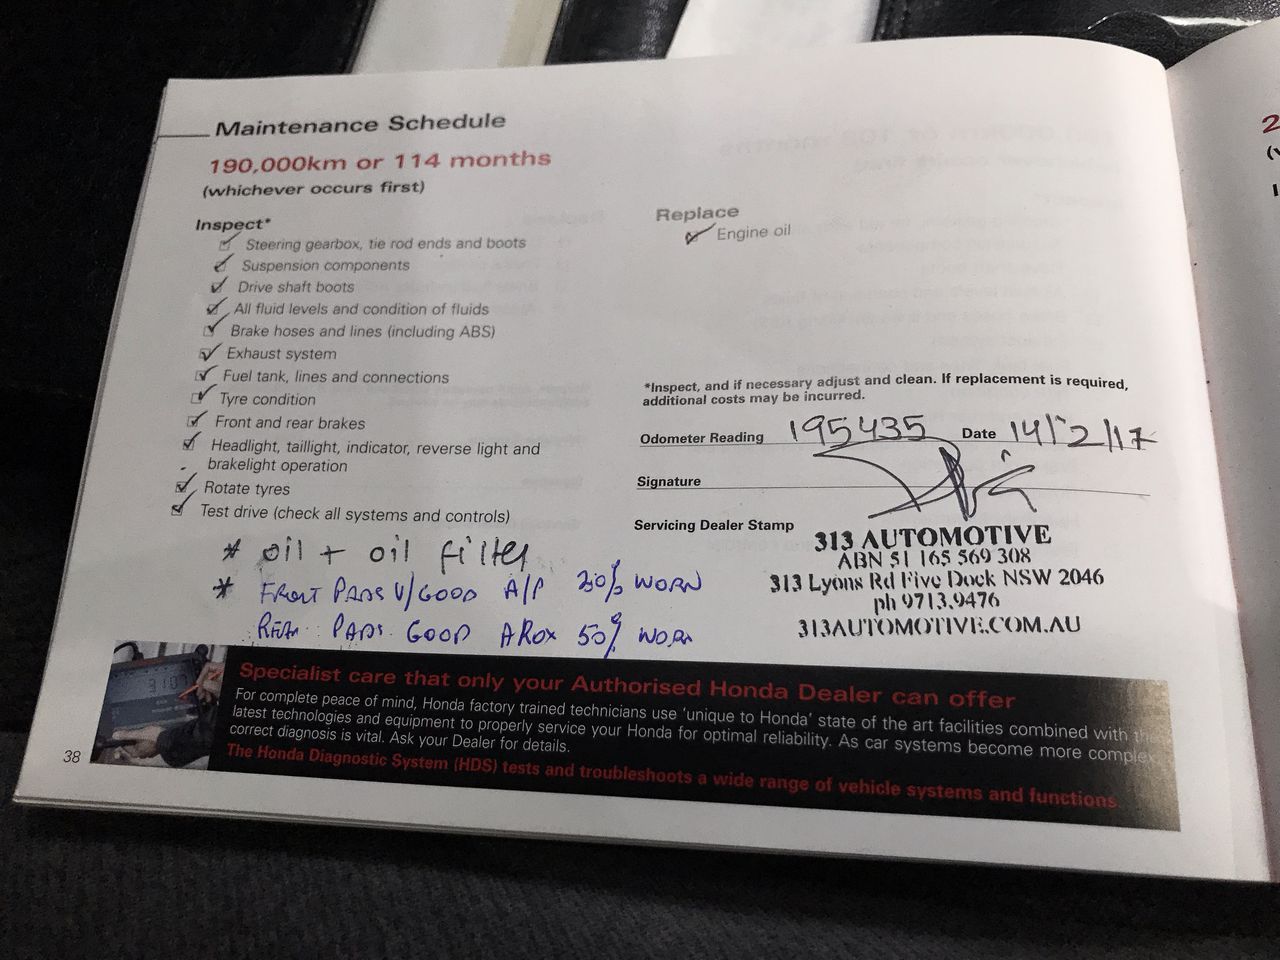 Maintenance Schedule
190,000km or 114 months
(whichever occurs first)
Inspect*
Steering gearbox, tie rod ends and boots
Suspension components
Drive shaft boots
All fluid levels and condition of fluids
Brake hoses and lines (including ABS)
Exhaust system
Fuel tank, lines and connections
Tyre condition
Front and rear brakes
Headlight, taillight, indicator, reverse light and
brakelight operation
Rotate tyres
Test drive (check all systems and controls)
* oil + oil filter
* FRONT PADS V/GOOD A/P 30% WORN
REAR PADS GOOD AROX 50% WORN
Replace
Engine oil
*Inspect, and if necessary adjust and clean. If replacement is required,
additional costs may be incurred.
Odometer Reading 195435 Date 14/2/17
Signature
Servicing Dealer Stamp
313 AUTOMOTIVE
ABN 51 165 569 308
313 Lyons Rd Five Dock NSW 2046
ph 9713.9476
313AUTOMOTIVE.COM.AU
Specialist care that only your Authorised Honda Dealer can offer
For complete peace of mind, Honda factory trained technicians use 'unique to Honda' state of the art facilities combined with the
latest technologies and equipment to properly service your Honda for optimal reliability. As car systems become more complex
correct diagnosis is vital. Ask your Dealer for details.
The Honda Diagnostic System (HDS) tests and troubleshoots a wide range of vehicle systems and functions
38